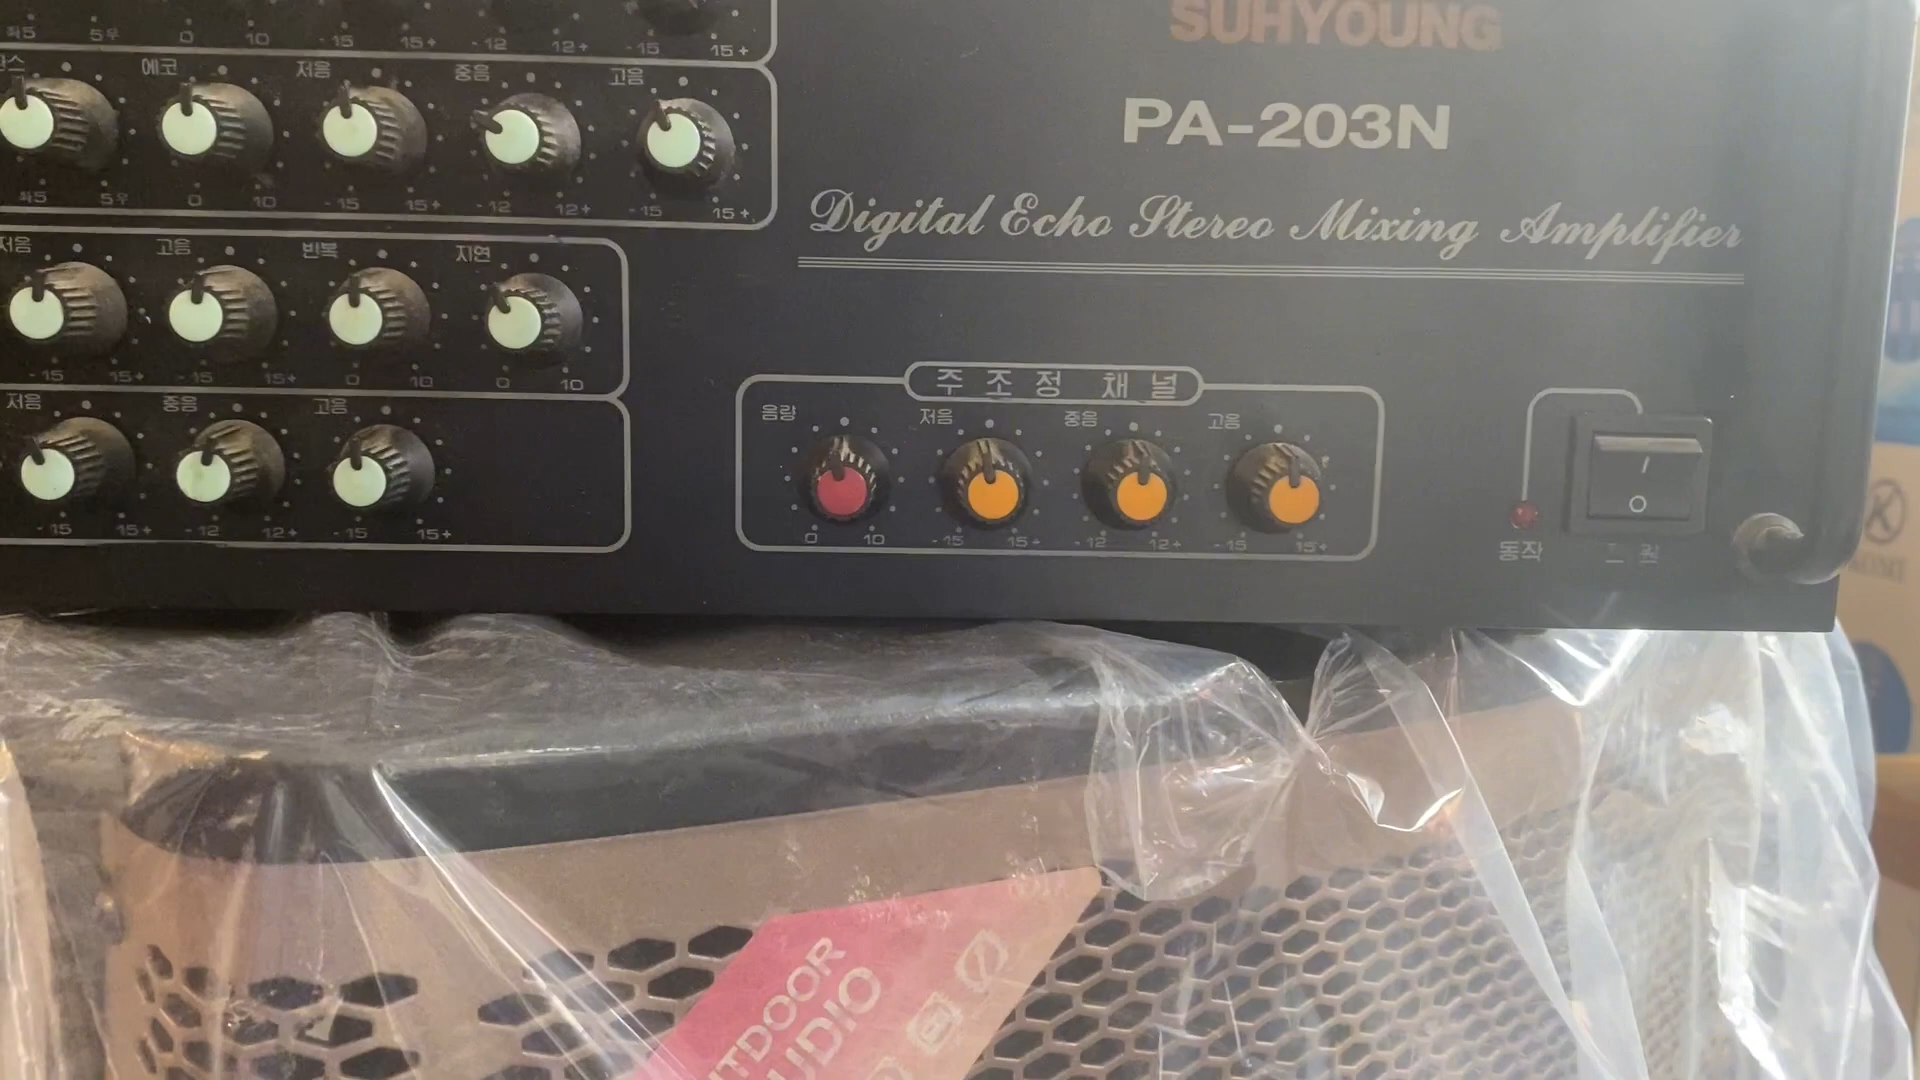 SUHYOUNG
좌5 5우 0 10 -15 15+ -12 12+ -15 15+
PA-203N
에코 저음 중음 고음
좌5 5우 0 10 -15 15+ -12 12+ -15 15+
Digital Echo Stereo Mixing Amplifier
저음 고음 반복 지연
-15 15+ -15 15+ 0 10 0 10
주조정 채널
저음 중음 고음
음량 저음 중음 고음
-15 15+ -12 12+ -15 15+
0 10 -15 15+ -12 12+ -15 15+
동작
OUTDOOR
AUDIO